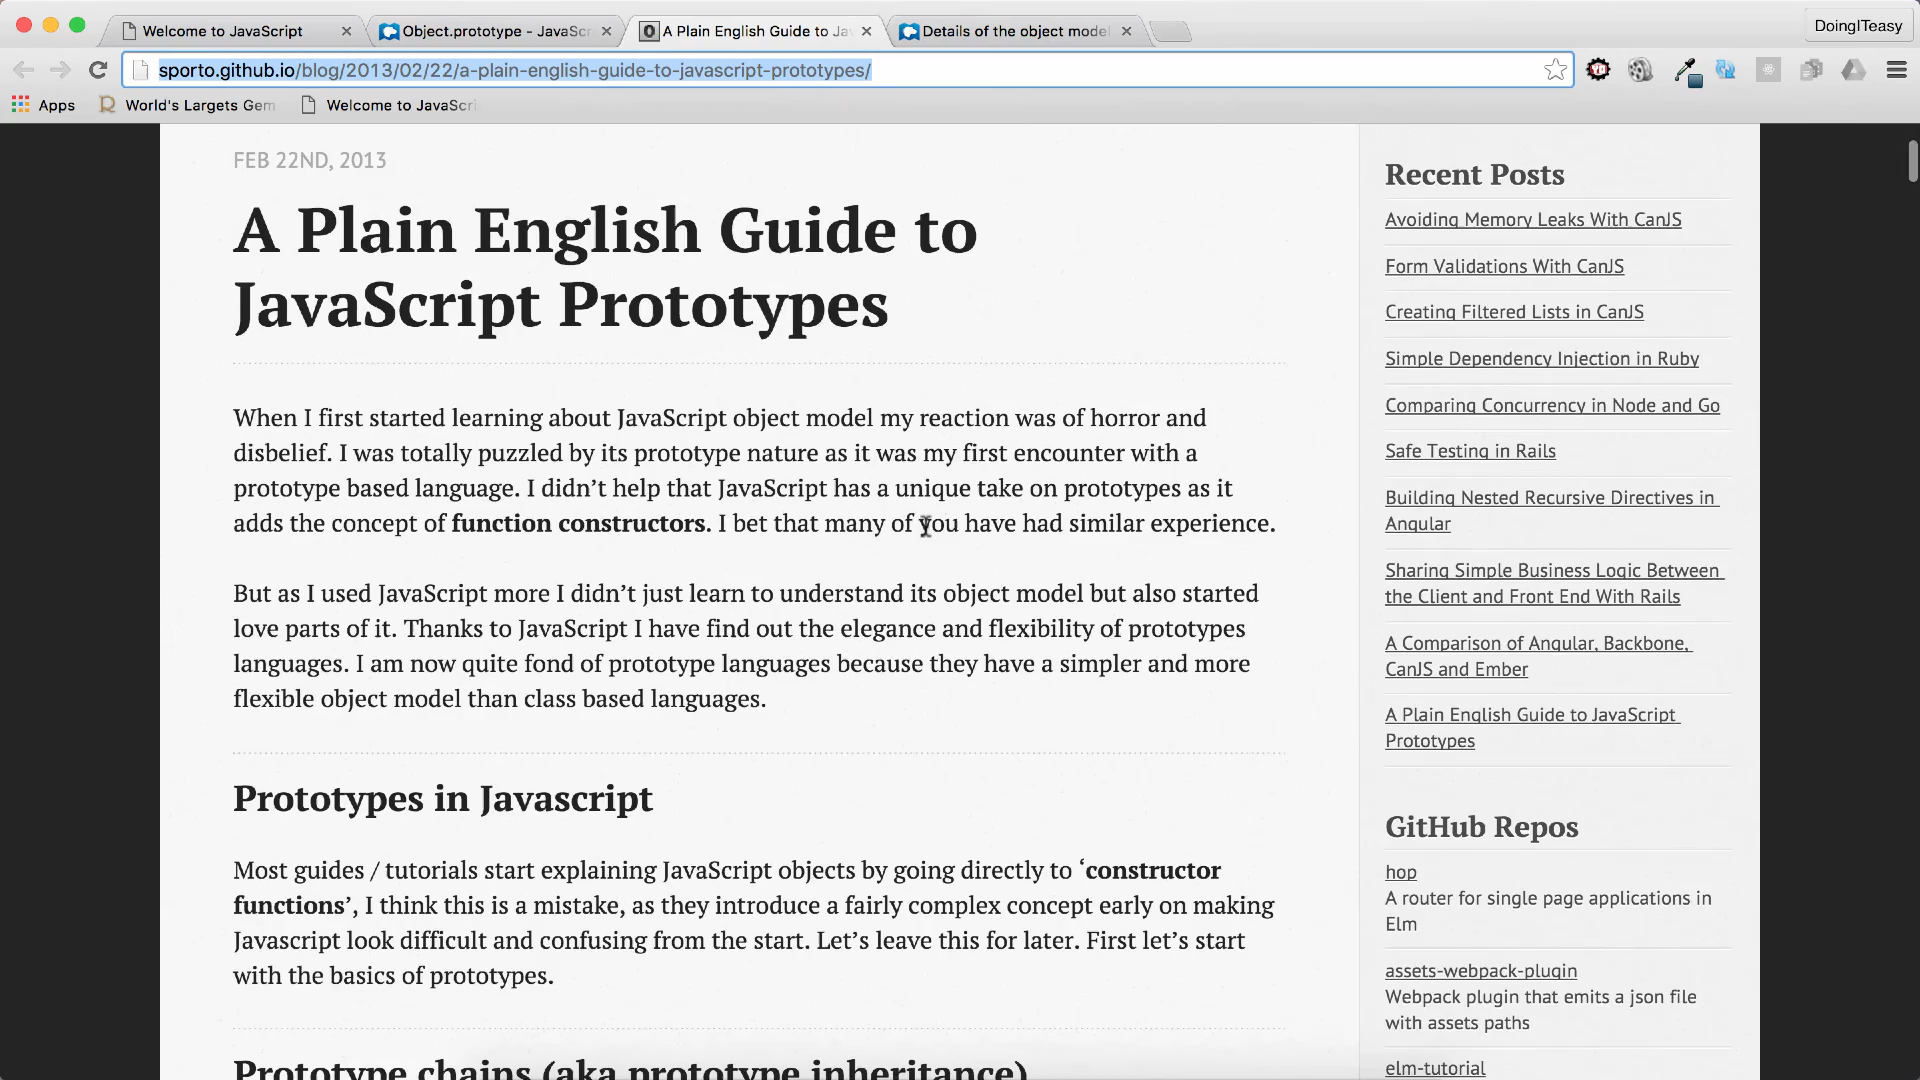 Welcome to JavaScript
Object.prototype - JavaScr
A Plain English Guide to Jav
Details of the object model
DoingITeasy
sporto.github.io/blog/2013/02/22/a-plain-english-guide-to-javascript-prototypes/
Apps
World's Largets Gem
Welcome to JavaScri
FEB 22ND, 2013
A Plain English Guide to
JavaScript Prototypes
When I first started learning about JavaScript object model my reaction was of horror and
disbelief. I was totally puzzled by its prototype nature as it was my first encounter with a
prototype based language. I didn’t help that JavaScript has a unique take on prototypes as it
adds the concept of function constructors. I bet that many of you have had similar experience.
But as I used JavaScript more I didn’t just learn to understand its object model but also started
love parts of it. Thanks to JavaScript I have find out the elegance and flexibility of prototypes
languages. I am now quite fond of prototype languages because they have a simpler and more
flexible object model than class based languages.
Prototypes in Javascript
Most guides / tutorials start explaining JavaScript objects by going directly to ‘constructor
functions’, I think this is a mistake, as they introduce a fairly complex concept early on making
Javascript look difficult and confusing from the start. Let’s leave this for later. First let’s start
with the basics of prototypes.
Prototype chains (aka prototype inheritance)
Recent Posts
Avoiding Memory Leaks With CanJS
Form Validations With CanJS
Creating Filtered Lists in CanJS
Simple Dependency Injection in Ruby
Comparing Concurrency in Node and Go
Safe Testing in Rails
Building Nested Recursive Directives in
Angular
Sharing Simple Business Logic Between
the Client and Front End With Rails
A Comparison of Angular, Backbone,
CanJS and Ember
A Plain English Guide to JavaScript
Prototypes
GitHub Repos
hop
A router for single page applications in
Elm
assets-webpack-plugin
Webpack plugin that emits a json file
with assets paths
elm-tutorial